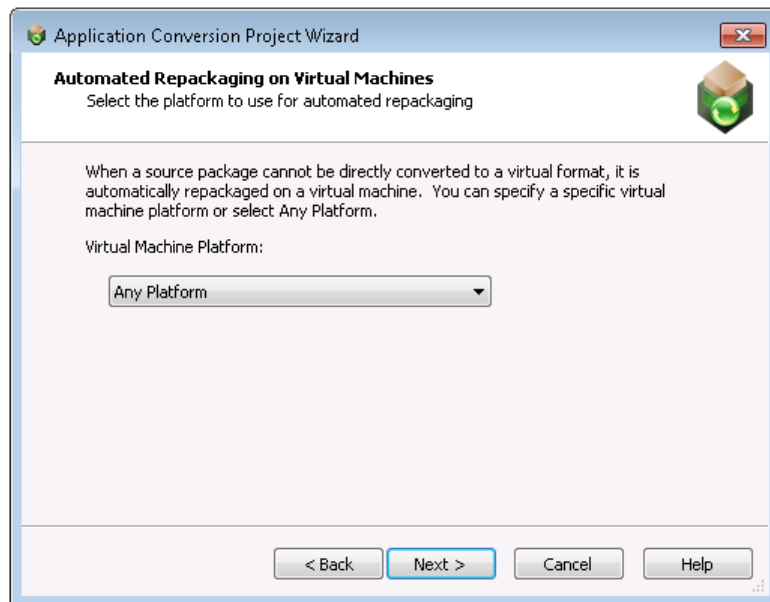 Application Conversion Project Wizard
Automated Repackaging on Virtual Machines
Select the platform to use for automated repackaging
When a source package cannot be directly converted to a virtual format, it is
automatically repackaged on a virtual machine. You can specify a specific virtual
machine platform or select Any Platform.
Virtual Machine Platform:
Any Platform
< Back Next > Cancel Help